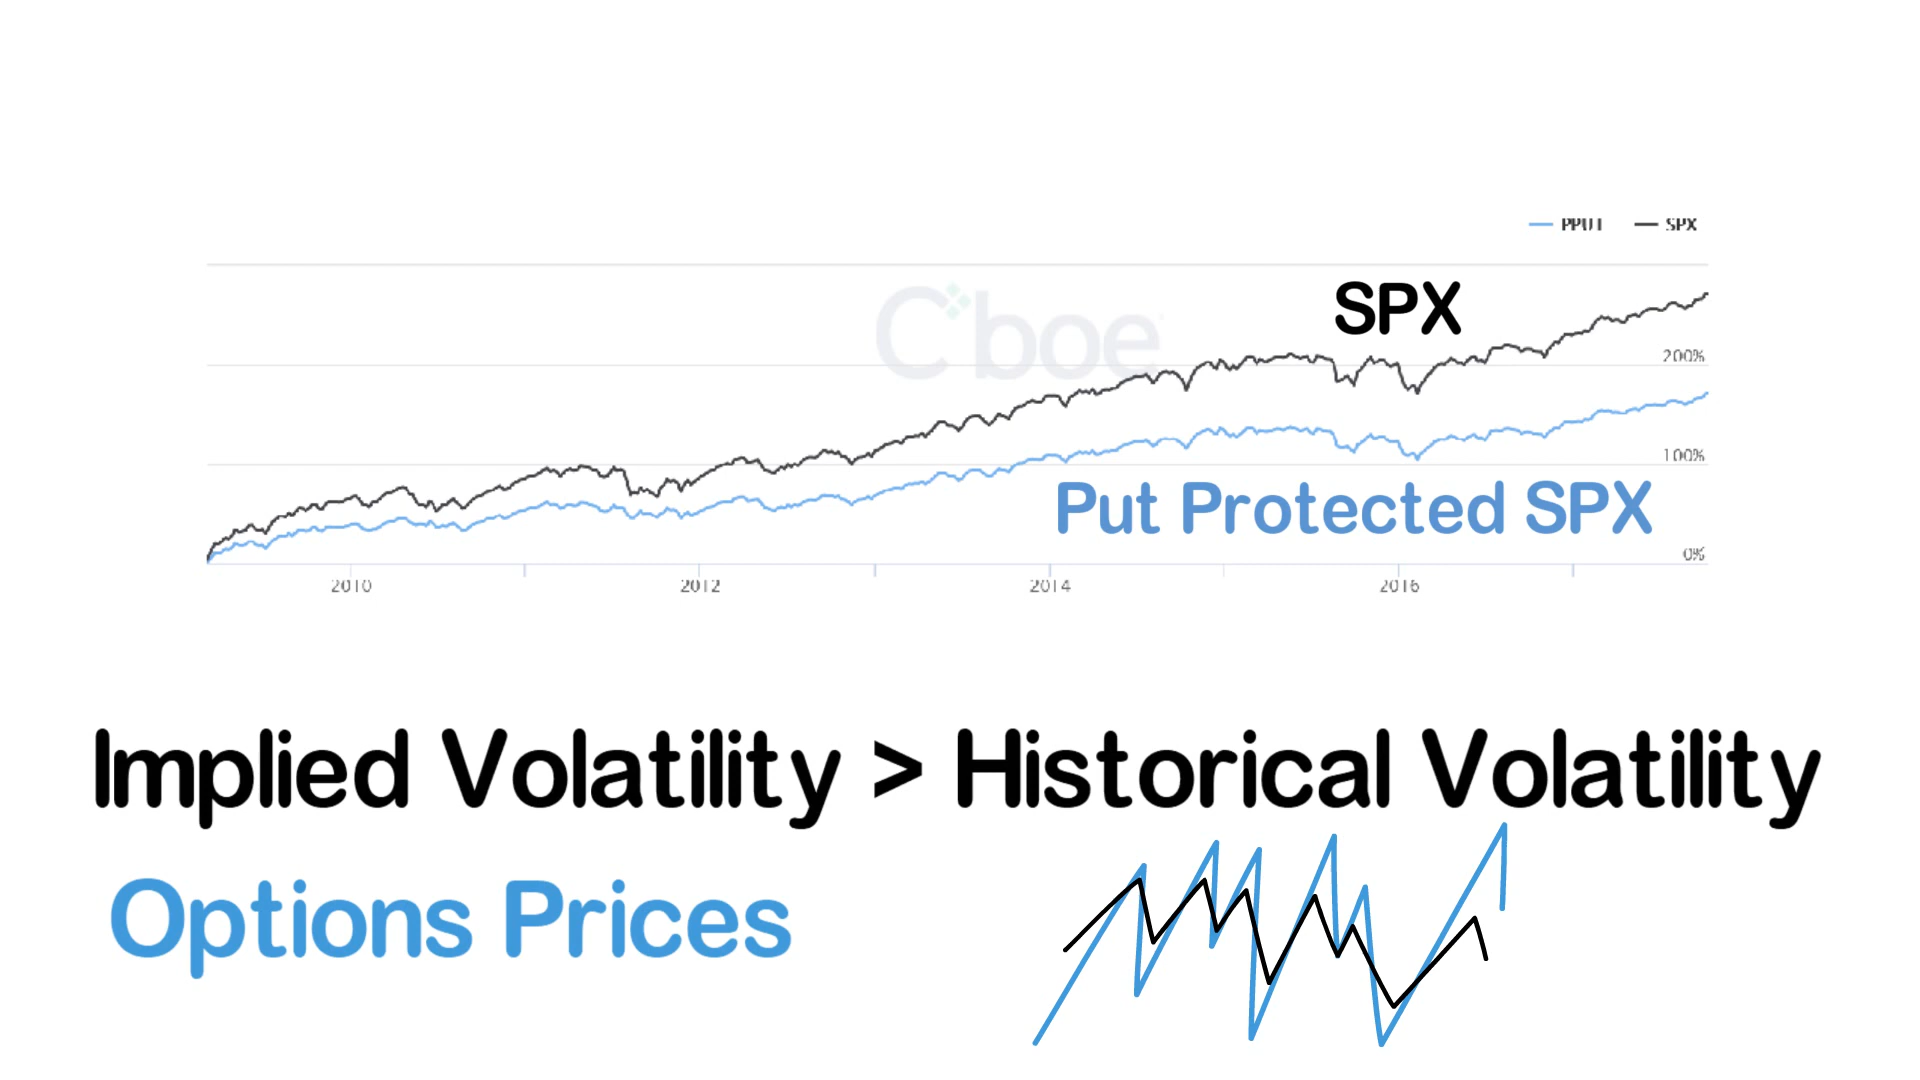 PPUT SPX
Cboe
SPX
200%
100%
Put Protected SPX
0%
2010 2012 2014 2016
Implied Volatility > Historical Volatility
Options Prices